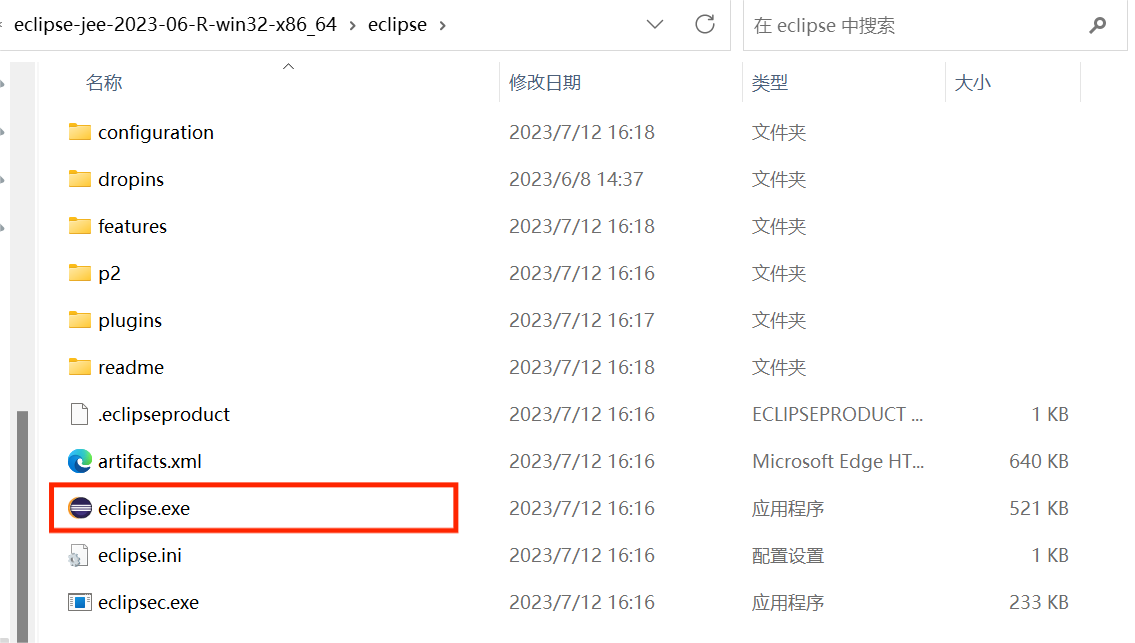 eclipse-jee-2023-06-R-win32-x86_64 › eclipse › 在 eclipse 中搜索
名称 修改日期 类型 大小
configuration 2023/7/12 16:18 文件夹
dropins 2023/6/8 14:37 文件夹
features 2023/7/12 16:18 文件夹
p2 2023/7/12 16:16 文件夹
plugins 2023/7/12 16:17 文件夹
readme 2023/7/12 16:18 文件夹
.eclipseproduct 2023/7/12 16:16 ECLIPSEPRODUCT ... 1 KB
artifacts.xml 2023/7/12 16:16 Microsoft Edge HT... 640 KB
eclipse.exe 2023/7/12 16:16 应用程序 521 KB
eclipse.ini 2023/7/12 16:16 配置设置 1 KB
eclipsec.exe 2023/7/12 16:16 应用程序 233 KB